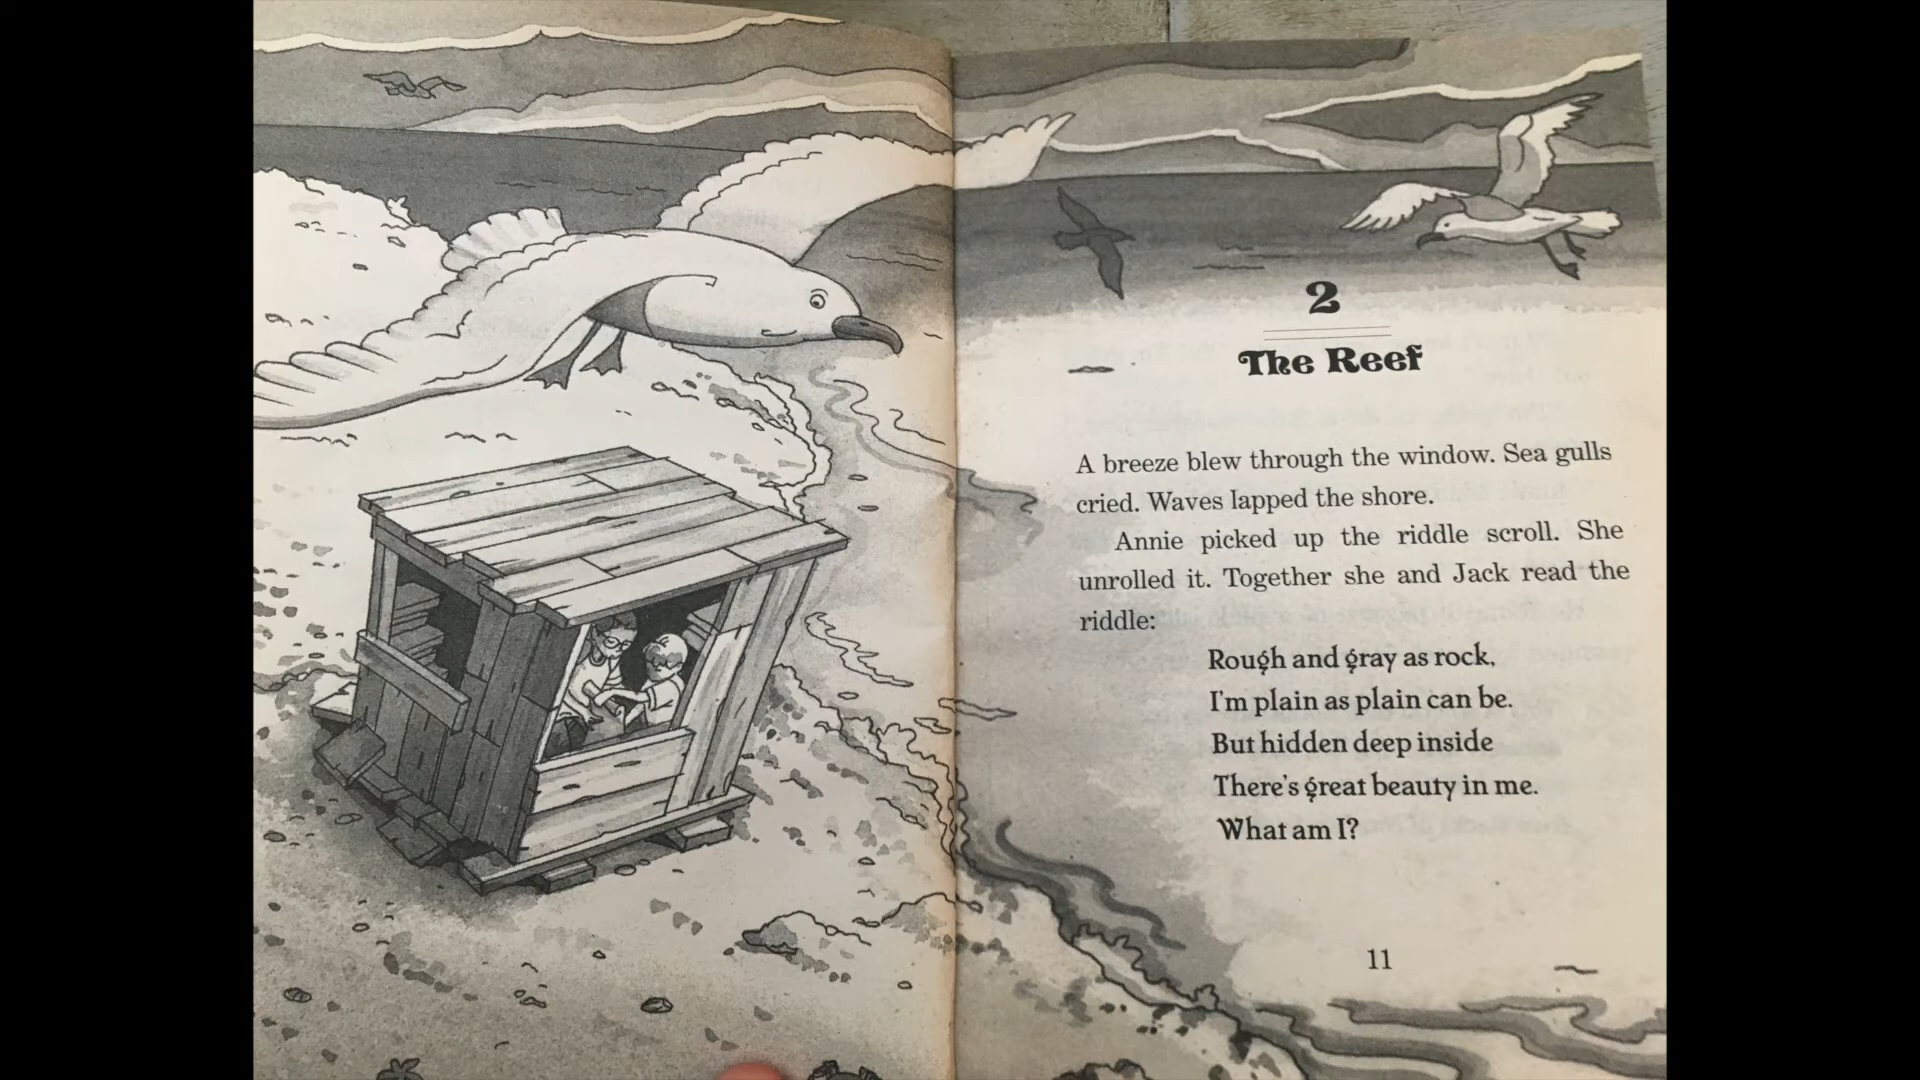 2
The Reef
A breeze blew through the window. Sea gulls
cried. Waves lapped the shore.
Annie picked up the riddle scroll. She
unrolled it. Together she and Jack read the
riddle:
Rough and gray as rock,
I'm plain as plain can be.
But hidden deep inside
There's great beauty in me.
What am I?
11